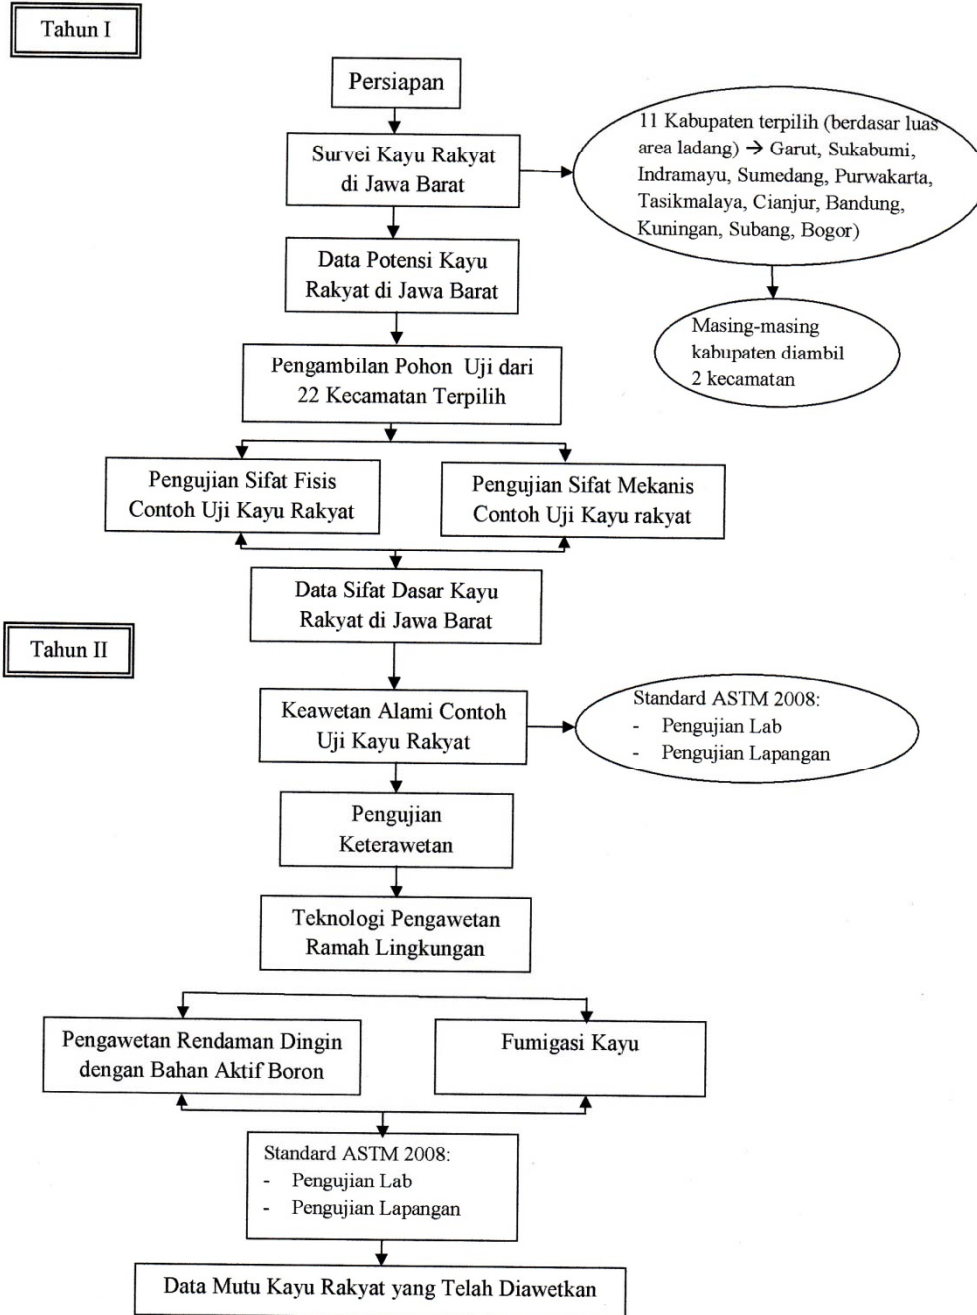 Tahun I
Persiapan
Survei Kayu Rakyat
di Jawa Barat
11 Kabupaten terpilih (berdasar luas
area ladang) → Garut, Sukabumi,
Indramayu, Sumedang, Purwakarta,
Tasikmalaya, Cianjur, Bandung,
Kuningan, Subang, Bogor)
Data Potensi Kayu
Rakyat di Jawa Barat
Masing-masing
kabupaten diambil
2 kecamatan
Pengambilan Pohon Uji dari
22 Kecamatan Terpilih
Pengujian Sifat Fisis
Contoh Uji Kayu Rakyat
Pengujian Sifat Mekanis
Contoh Uji Kayu rakyat
Data Sifat Dasar Kayu
Rakyat di Jawa Barat
Tahun II
Keawetan Alami Contoh
Uji Kayu Rakyat
Standard ASTM 2008:
- Pengujian Lab
- Pengujian Lapangan
Pengujian
Keterawetan
Teknologi Pengawetan
Ramah Lingkungan
Pengawetan Rendaman Dingin
dengan Bahan Aktif Boron
Fumigasi Kayu
Standard ASTM 2008:
- Pengujian Lab
- Pengujian Lapangan
Data Mutu Kayu Rakyat yang Telah Diawetkan